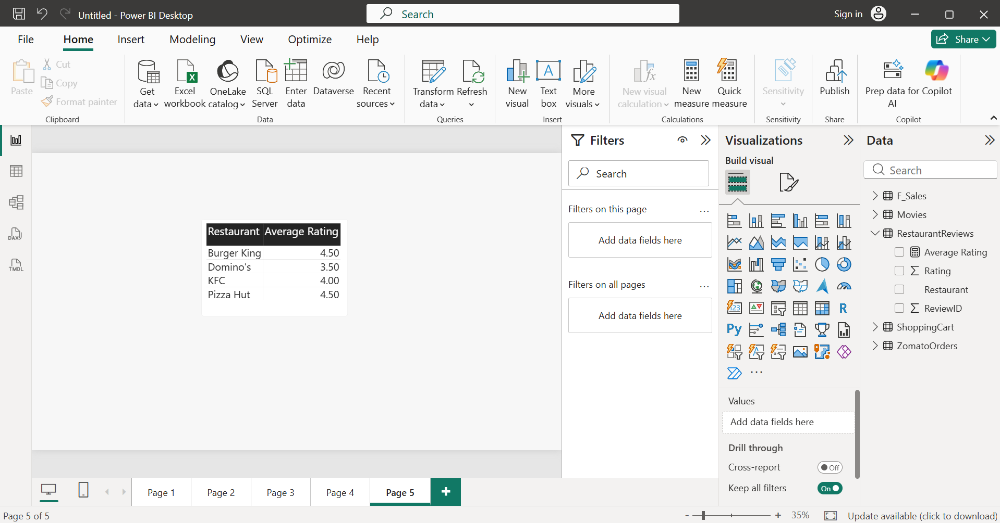 Untitled - Power BI Desktop
Search
Sign in
File Home Insert Modeling View Optimize Help
Share
Paste
Cut
Copy
Format painter
Clipboard
Get data
Excel workbook
OneLake catalog
SQL Server
Enter data
Dataverse
Recent sources
Data
Transform data
Refresh
Queries
New visual
Text box
More visuals
Insert
New visual calculation
New measure
Quick measure
Calculations
Sensitivity
Sensitivity
Publish
Share
Prep data for AI
Copilot
Copilot
DAX
TMDL
Restaurant Average Rating
Burger King 4.50
Domino's 3.50
KFC 4.00
Pizza Hut 4.50
Filters
Search
Filters on this page ...
Add data fields here
Filters on all pages ...
Add data fields here
Visualizations
Build visual
123
R
Py
...
Values
Add data fields here
Drill through
Cross-report Off
Keep all filters On
Data
Search
F_Sales
Movies
RestaurantReviews
Average Rating
Rating
Restaurant
ReviewID
ShoppingCart
ZomatoOrders
Page 1 Page 2 Page 3 Page 4 Page 5 +
Page 5 of 5
- + 35%
Update available (click to download)